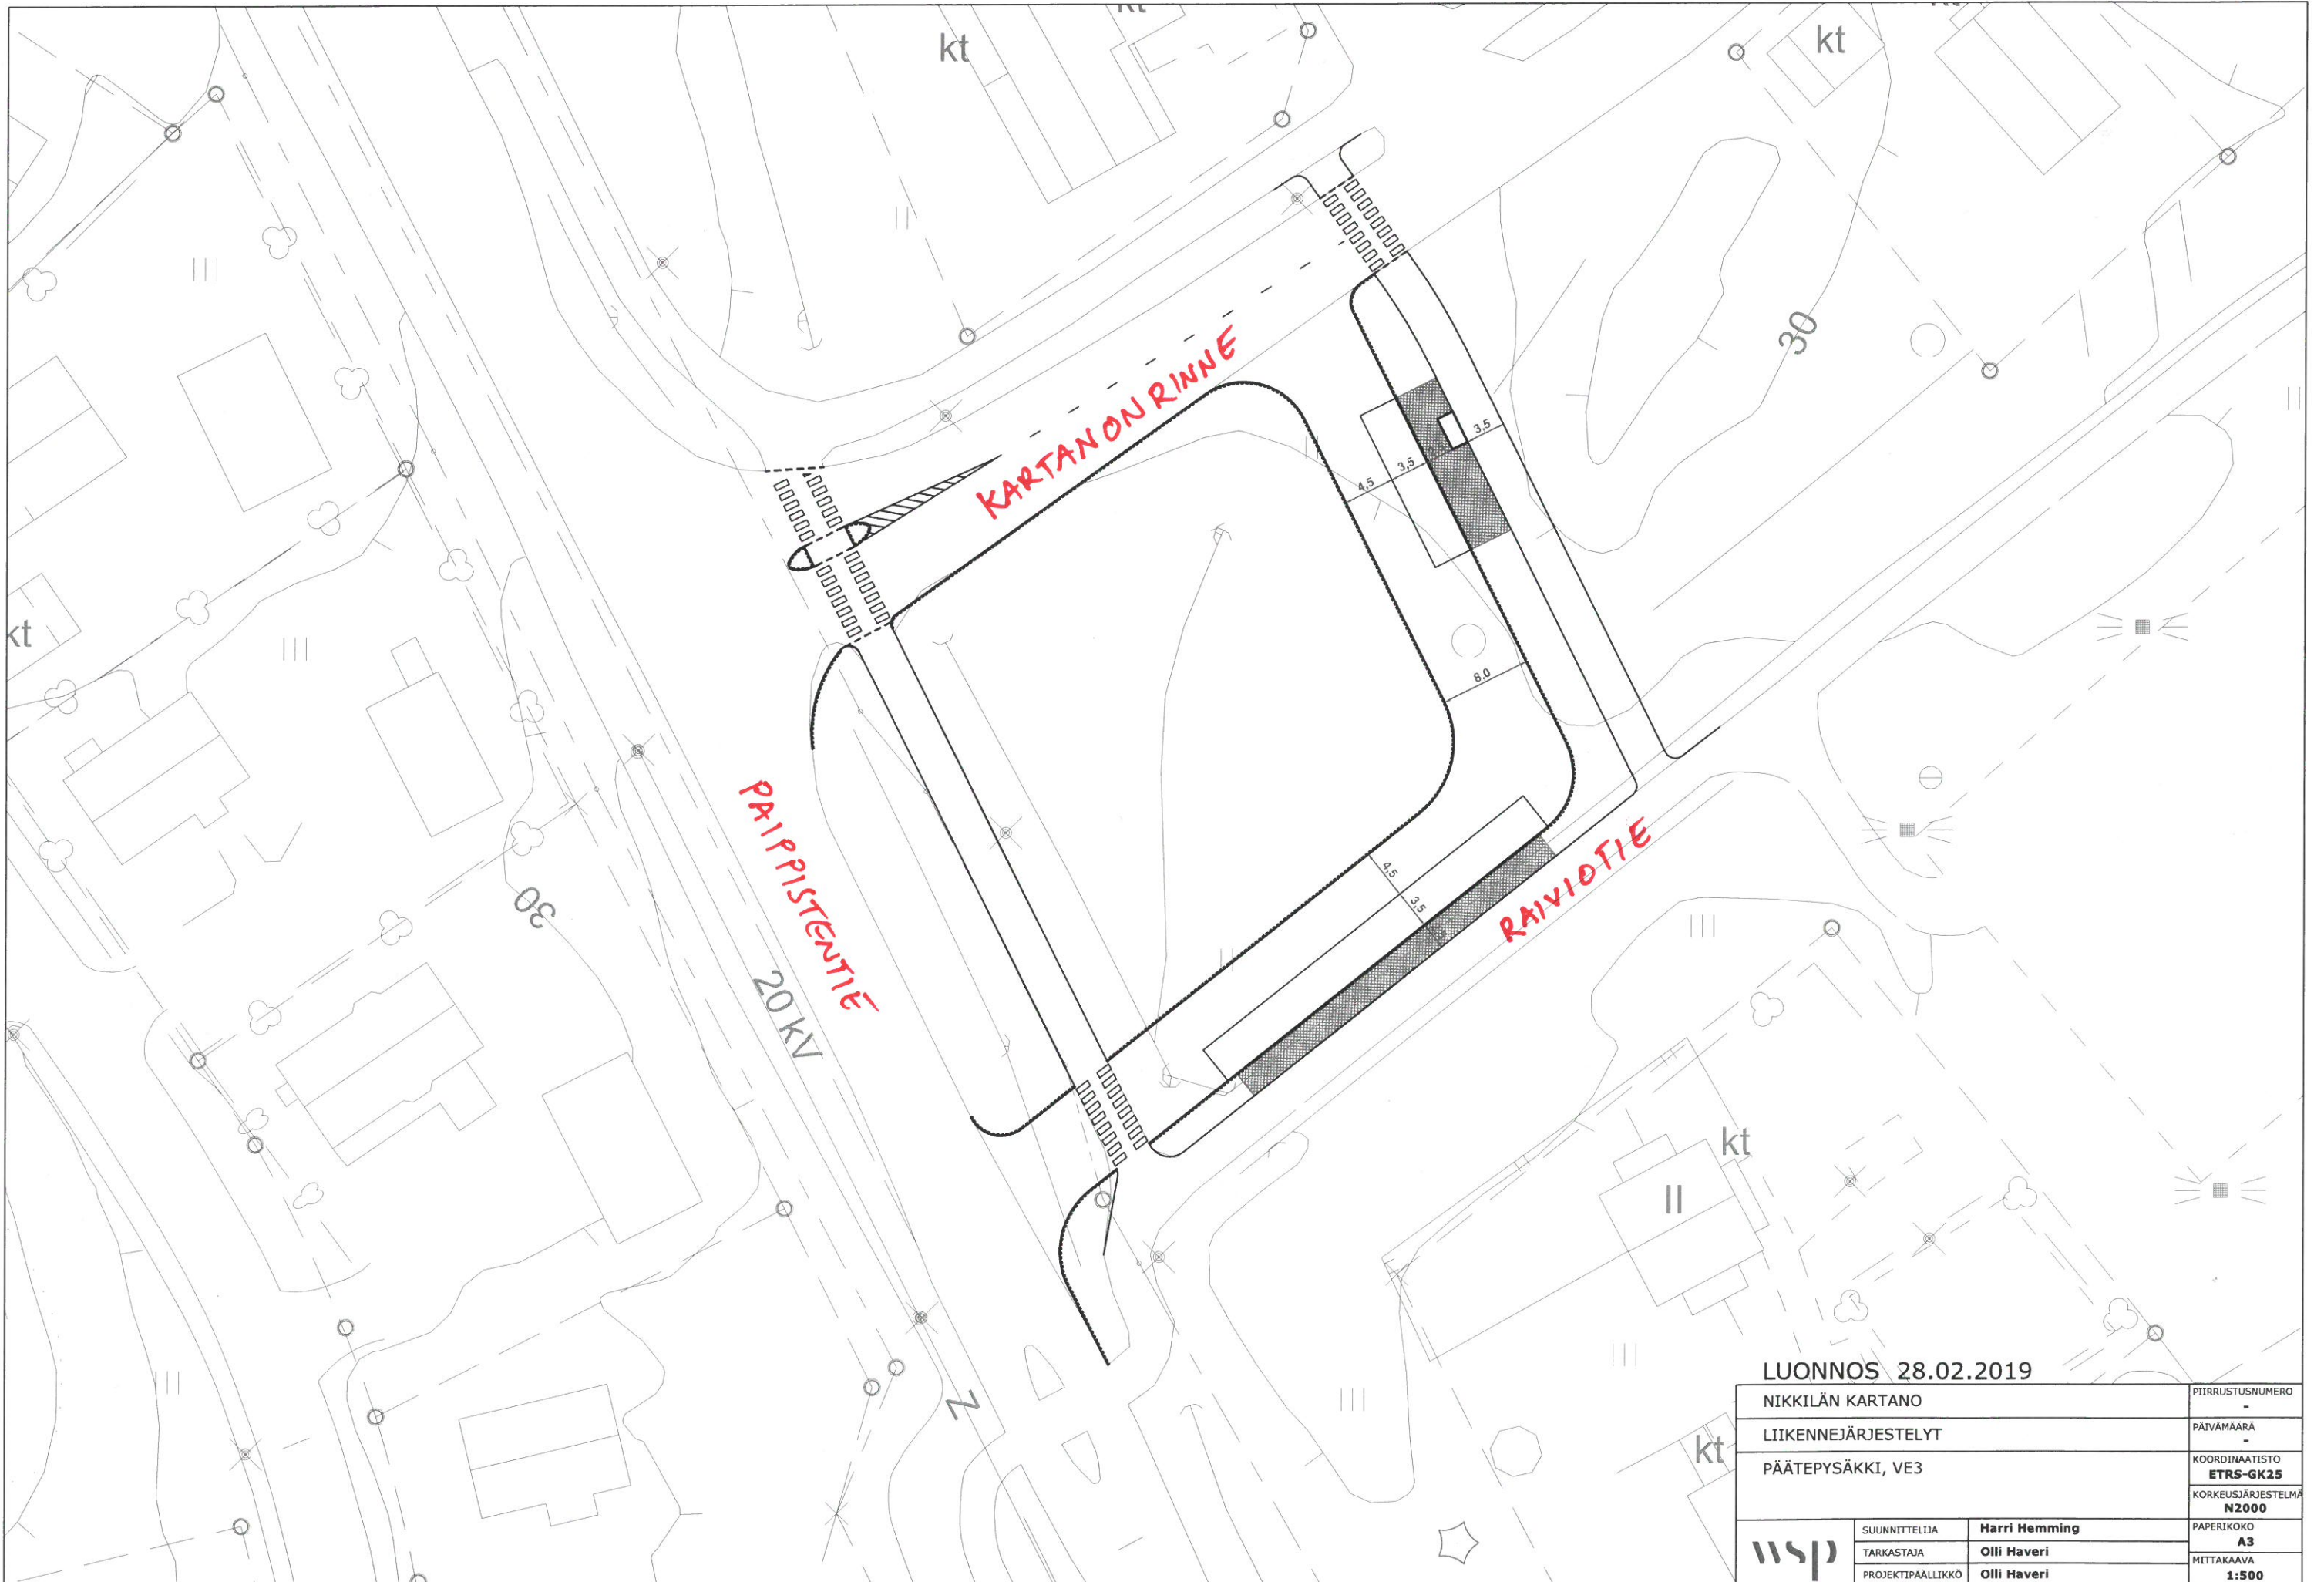 kt
kt
kt
30
KARTANONRINNE
3,5
3,5
4,5
8,0
PAIPPISTENTIE
30
20 kV
4,5
3,5
RAIVIOTIE
kt
II
kt
Z
LUONNOS 28.02.2019
NIKKILÄN KARTANO
PIIRRUSTUSNUMERO
-
LIIKENNEJÄRJESTELYT
PÄIVÄMÄÄRÄ
-
PÄÄTEPYSÄKKI, VE3
KOORDINAATISTO
ETRS-GK25
KORKEUSJÄRJESTELMÄ
N2000
wsp
SUUNNITTELIJA Harri Hemming
TARKASTAJA Olli Haveri
PROJEKTIPÄÄLLIKKÖ Olli Haveri
PAPERIKOKO
A3
MITTAKAAVA
1:500